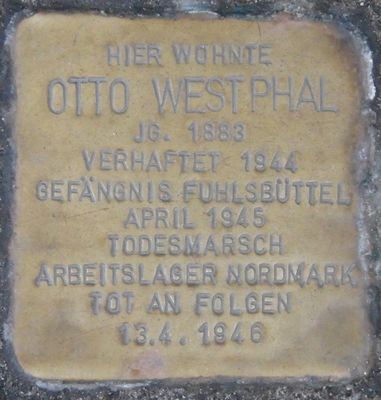 HIER WOHNTE
OTTO WESTPHAL
JG. 1883
VERHAFTET 1944
GEFÄNGNIS FUHLSBÜTTEL
APRIL 1945
TODESMARSCH
ARBEITSLAGER NORDMARK
TOT AN FOLGEN
13.4. 1946